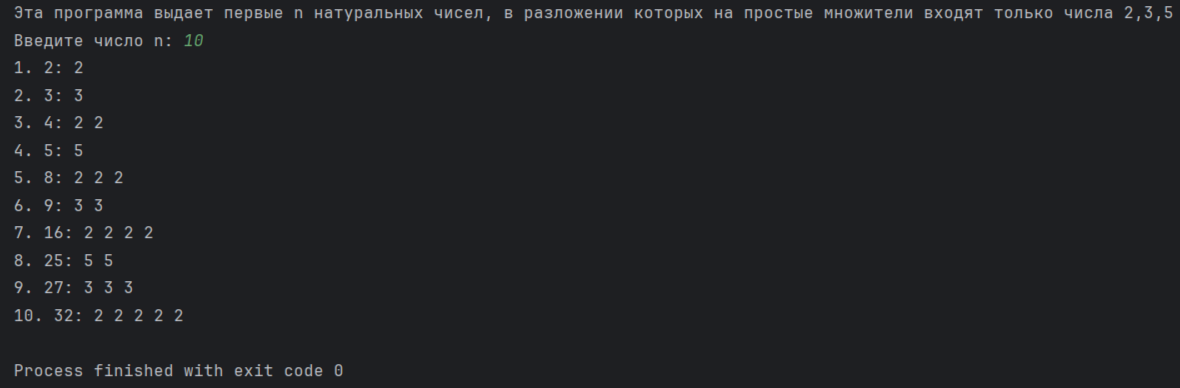 Эта программа выдает первые n натуральных чисел, в разложении которых на простые множители входят только числа 2,3,5
Введите число n: 10
1. 2: 2
2. 3: 3
3. 4: 2 2
4. 5: 5
5. 8: 2 2 2
6. 9: 3 3
7. 16: 2 2 2 2
8. 25: 5 5
9. 27: 3 3 3
10. 32: 2 2 2 2 2
Process finished with exit code 0